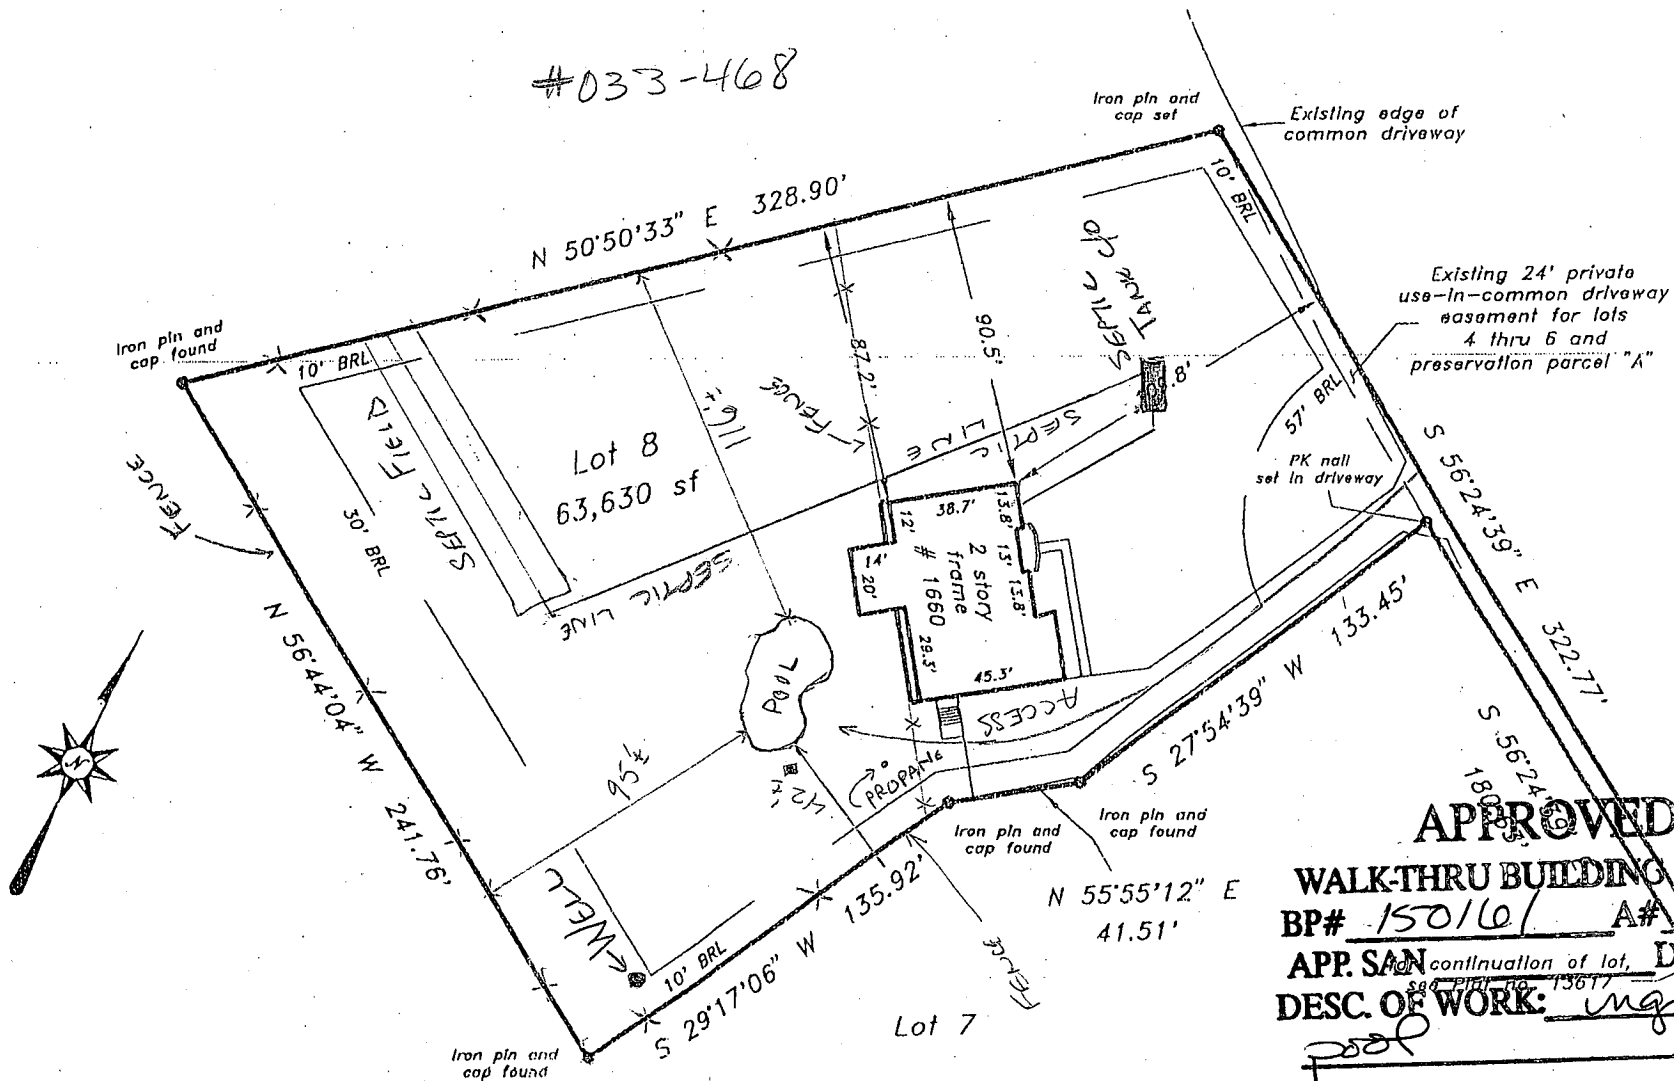 #033-468
Iron pin and
cap set
Existing edge of
common driveway
10' BRL
N 50°50'33" E 328.90'
Existing 24' private
use-in-common driveway
easement for lots
4 thru 6 and
preservation parcel "A"
Iron pin and
cap found
10' BRL
SEPTIC
TANK
90.5'
87.2'
116'±
FENCE
SEPTIC
LINE
57' BRL
PK nail
set in driveway
S 56°24'39" E 322.77'
FENCE
SEPTIC FIELD
30' BRL
Lot 8
63,630 sf
SEPTIC LINE
38.7'
13.8'
12'
13'
14'
20'
13.8'
2 story
frame
# 1660
29.3'
45.3'
POOL
ACCESS
PROPANE
42'±
95'±
N 56°44'04" W 241.76'
N
S 27°54'39" W 133.45'
S 56°24'39"
Iron pin and
cap found
Iron pin and
cap found
N 55°55'12" E
41.51'
WELL
10' BRL
S 29°17'06" W 135.92'
FENCE
Lot 7
Iron pin and
cap found
APPROVED
WALK-THRU BUILDING
BP# 150161 A#
APP. SAN D
continuation of lot,
see Plat no. 13617
DESC. OF WORK:
pool